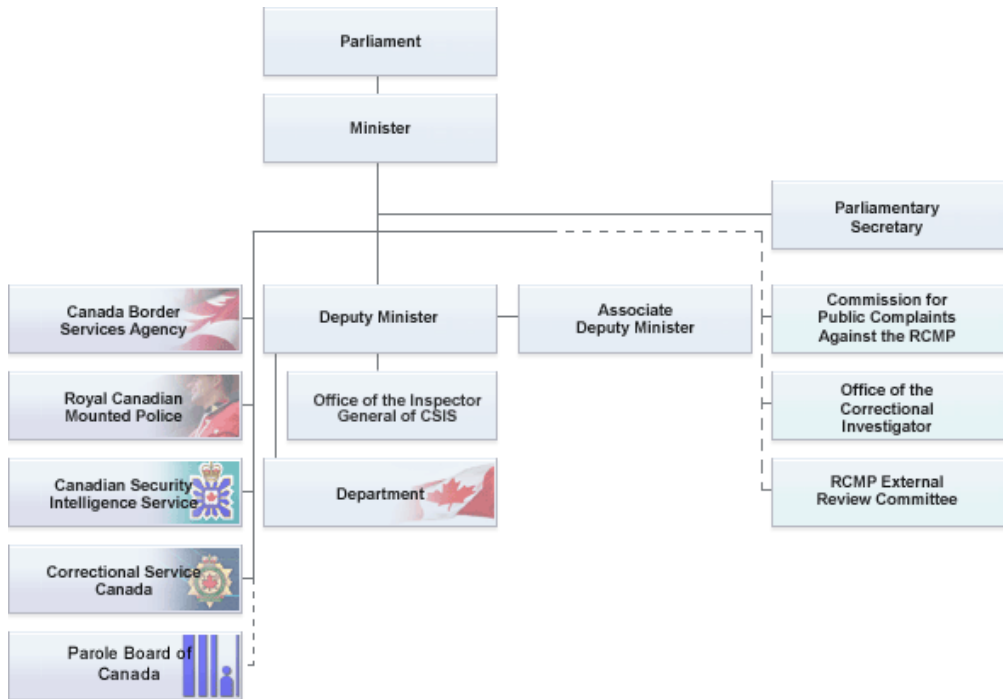 Parliament
Minister
Parliamentary
Secretary
Canada Border
Services Agency
Deputy Minister
Associate
Deputy Minister
Commission for
Public Complaints
Against the RCMP
Royal Canadian
Mounted Police
Office of the Inspector
General of CSIS
Office of the
Correctional
Investigator
Canadian Security
Intelligence Service
Department
RCMP External
Review Committee
Correctional Service
Canada
Parole Board of
Canada